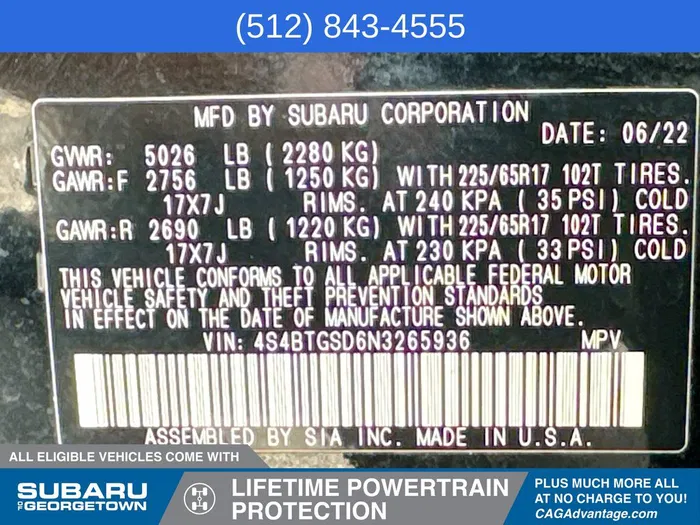 (512) 843-4555
MFD BY SUBARU CORPORATION
DATE: 06/22
GVWR: 5026 LB ( 2280 KG)
GAWR:F 2756 LB ( 1250 KG) WITH 225/65R17 102T TIRES.
17X7J RIMS. AT 240 KPA ( 35 PSI) COLD
GAWR:R 2690 LB ( 1220 KG) WITH 225/65R17 102T TIRES.
17X7J RIMS. AT 230 KPA ( 33 PSI) COLD
THIS VEHICLE CONFORMS TO ALL APPLICABLE FEDERAL MOTOR
VEHICLE SAFETY AND THEFT PREVENTION STANDARDS
IN EFFECT ON THE DATE OF MANUFACTURE SHOWN ABOVE.
VIN: 4S4BTGSD6N3265936 MPV
ASSEMBLED BY SIA INC. MADE IN U.S.A.
ALL ELIGIBLE VEHICLES COME WITH
SUBARU
OF GEORGETOWN
LIFETIME POWERTRAIN
PROTECTION
PLUS MUCH MORE ALL
AT NO CHARGE TO YOU!
CAGAdvantage.com